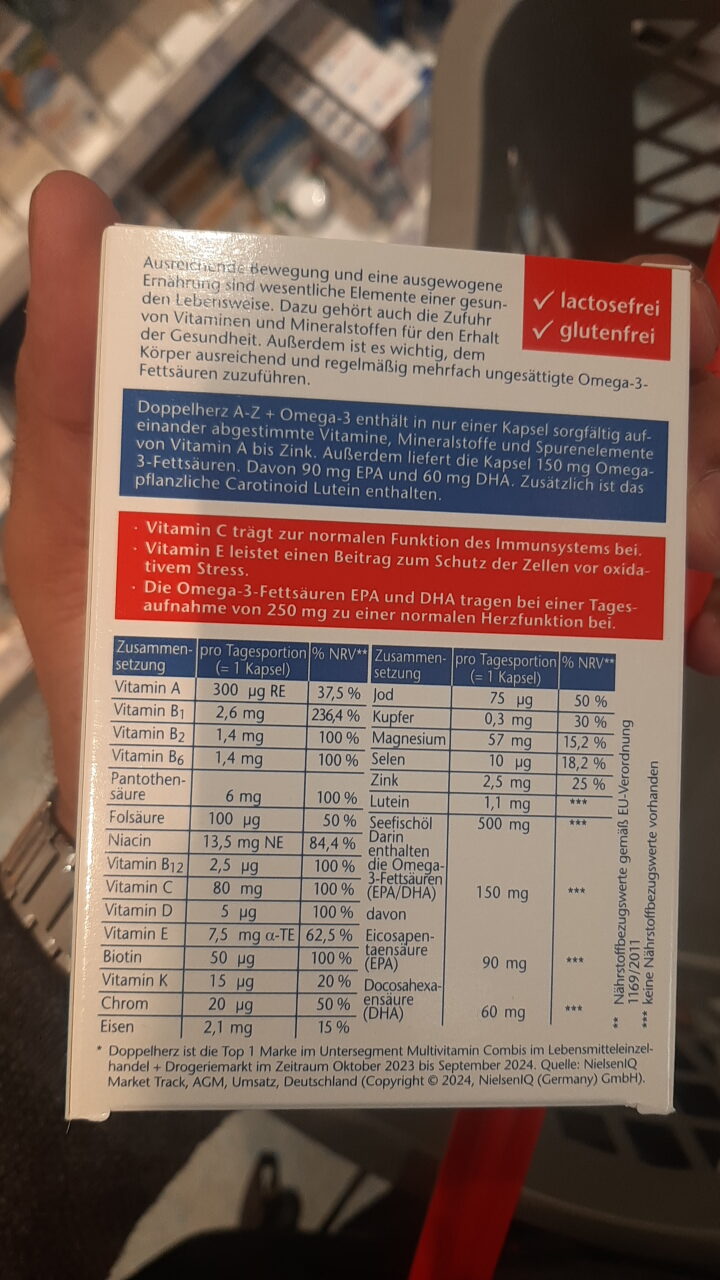 Ausreichende Bewegung und eine ausgewogene
Ernährung sind wesentliche Elemente einer gesun-
den Lebensweise. Dazu gehört auch die Zufuhr
von Vitaminen und Mineralstoffen für den Erhalt
der Gesundheit. Außerdem ist es wichtig, dem
Körper ausreichend und regelmäßig mehrfach ungesättigte Omega-3-
Fettsäuren zuzuführen.
✓ lactosefrei
✓ glutenfrei
Doppelherz A-Z + Omega-3 enthält in nur einer Kapsel sorgfältig auf-
einander abgestimmte Vitamine, Mineralstoffe und Spurenelemente
von Vitamin A bis Zink. Außerdem liefert die Kapsel 150 mg Omega-
3-Fettsäuren. Davon 90 mg EPA und 60 mg DHA. Zusätzlich ist das
pflanzliche Carotinoid Lutein enthalten.
· Vitamin C trägt zur normalen Funktion des Immunsystems bei.
· Vitamin E leistet einen Beitrag zum Schutz der Zellen vor oxida-
tivem Stress.
· Die Omega-3-Fettsäuren EPA und DHA tragen bei einer Tages-
aufnahme von 250 mg zu einer normalen Herzfunktion bei.
Zusammen- pro Tagesportion % NRV**
setzung (= 1 Kapsel)
Vitamin A 300 µg RE 37,5 %
Vitamin B1 2,6 mg 236,4 %
Vitamin B2 1,4 mg 100 %
Vitamin B6 1,4 mg 100 %
Pantothen-
säure 6 mg 100 %
Folsäure 100 µg 50 %
Niacin 13,5 mg NE 84,4 %
Vitamin B12 2,5 µg 100 %
Vitamin C 80 mg 100 %
Vitamin D 5 µg 100 %
Vitamin E 7,5 mg α-TE 62,5 %
Biotin 50 µg 100 %
Vitamin K 15 µg 20 %
Chrom 20 µg 50 %
Eisen 2,1 mg 15 %
Zusammen- pro Tagesportion % NRV**
setzung (= 1 Kapsel)
Jod 75 µg 50 %
Kupfer 0,3 mg 30 %
Magnesium 57 mg 15,2 %
Selen 10 µg 18,2 %
Zink 2,5 mg 25 %
Lutein 1,1 mg ***
Seefischöl 500 mg ***
Darin
enthalten
die Omega-
3-Fettsäuren
(EPA/DHA) 150 mg ***
davon
Eicosapen-
taensäure
(EPA) 90 mg ***
Docosahexa-
ensäure
(DHA) 60 mg ***
** Nährstoffbezugswerte gemäß EU-Verordnung
1169/2011
*** keine Nährstoffbezugswerte vorhanden
* Doppelherz ist die Top 1 Marke im Untersegment Multivitamin Combis im Lebensmitteleinzel-
handel + Drogeriemarkt im Zeitraum Oktober 2023 bis September 2024. Quelle: NielsenIQ
Market Track, AGM, Umsatz, Deutschland (Copyright © 2024, NielsenIQ (Germany) GmbH).